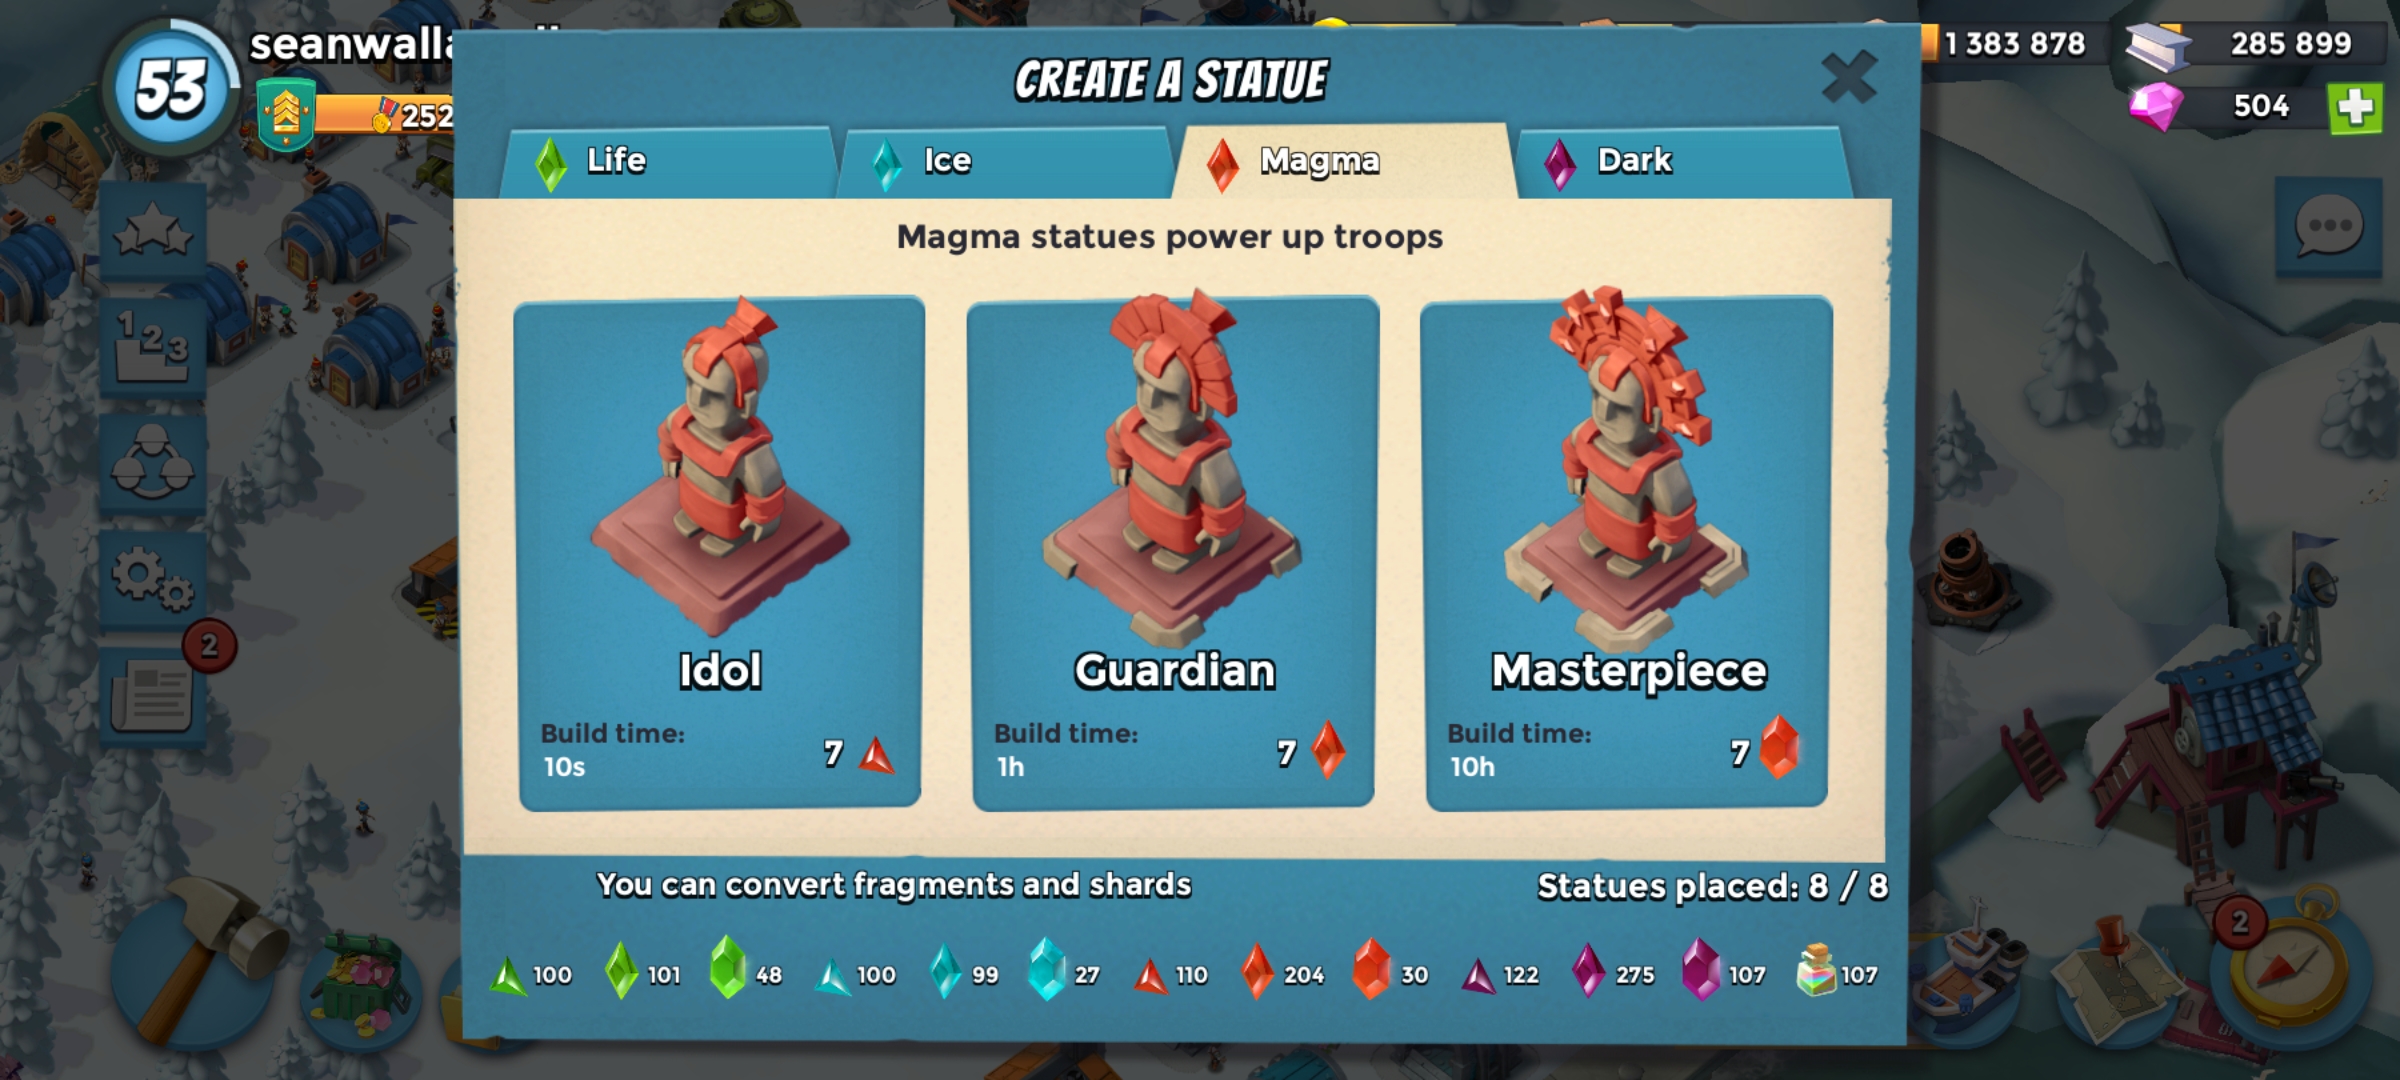 53
252
CREATE A STATUE
1 383 878
285 899
504
Life
Ice
Magma
Dark
Magma statues power up troops
1 2 3
2
Idol
Build time:
10s
7
Guardian
Build time:
1h
7
Masterpiece
Build time:
10h
7
You can convert fragments and shards
Statues placed: 8 / 8
100 101 48 100 99 27 110 204 30 122 275 107 107
2